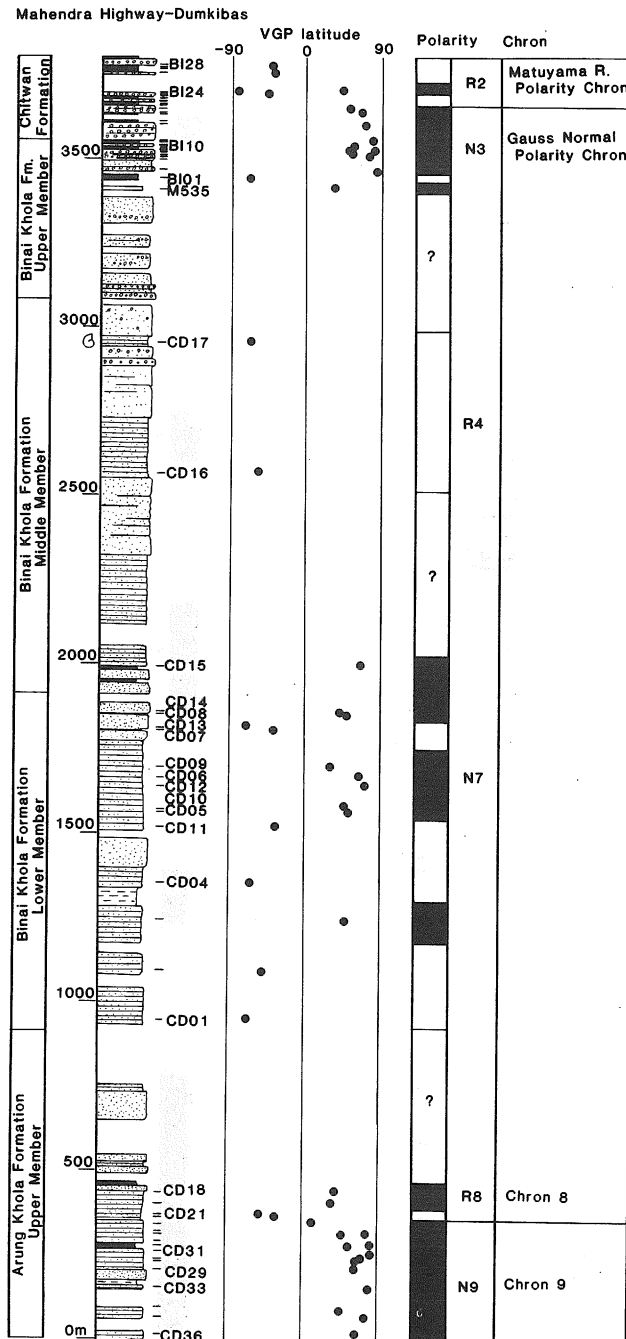 Mahendra Highway-Dumkibas
VGP latitude
-90 0 90
Polarity Chron
Chitwan
Formation
Binai Khola Fm.
Upper Member
Binai Khola Formation
Middle Member
Binai Khola Formation
Lower Member
Arung Khola Formation
Upper Member
3500
3000
2500
2000
1500
1000
500
0m
BI28
BI24
BI10
BI01
M535
CD17
CD16
CD15
CD14
CD08
CD13
CD07
CD09
CD06
CD12
CD10
CD05
CD11
CD04
CD01
CD18
CD21
CD31
CD29
CD33
CD36
?
?
?
R2
N3
R4
N7
R8
N9
Matuyama R.
Polarity Chron
Gauss Normal
Polarity Chron
Chron 8
Chron 9